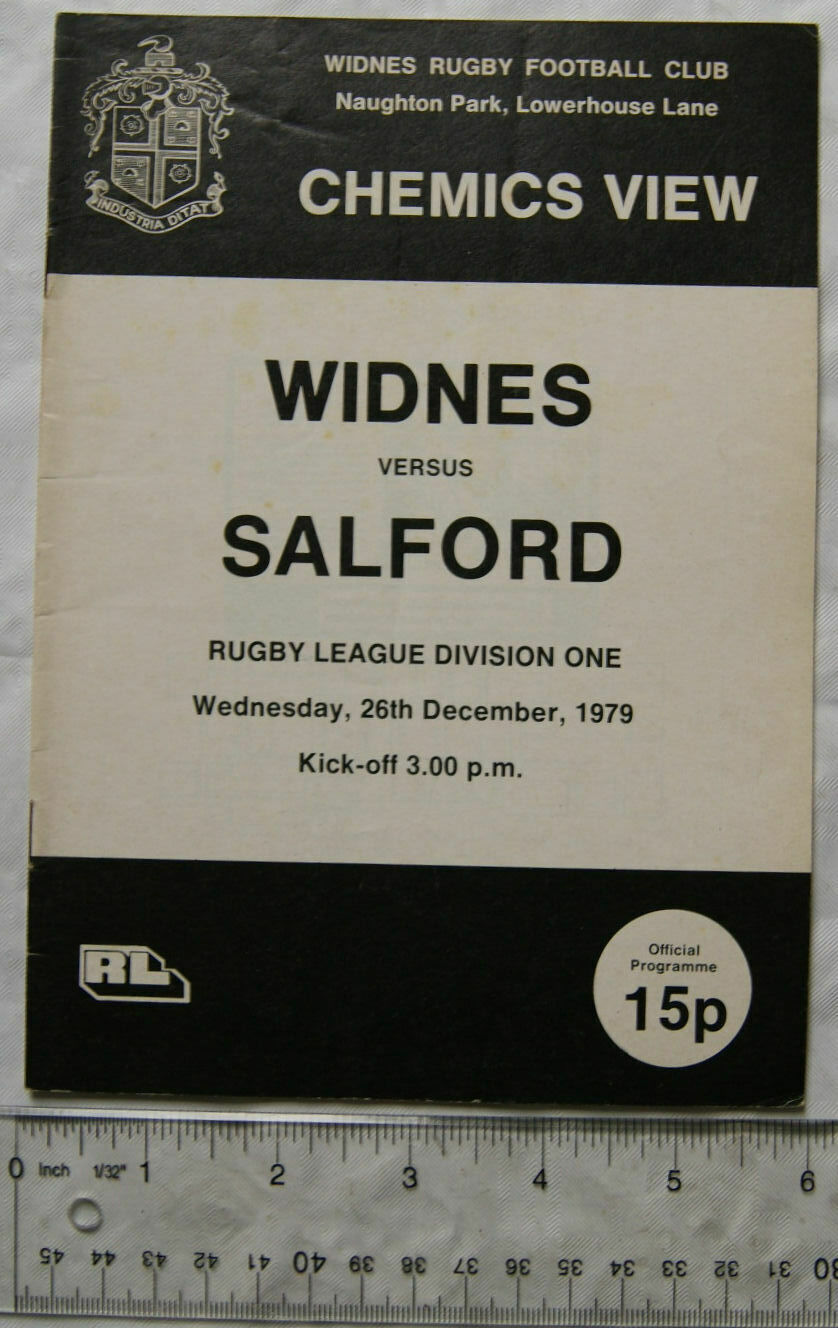 WIDNES RUGBY FOOTBALL CLUB
Naughton Park, Lowerhouse Lane
CHEMICS VIEW
INDUSTRIA DITAT
WIDNES
VERSUS
SALFORD
RUGBY LEAGUE DIVISION ONE
Wednesday, 26th December, 1979
Kick-off 3.00 p.m.
RL
Official
Programme
15p
0 Inch 1/32" 1 2 3 4 5 6
45 44 43 42 41 40 39 38 37 36 35 34 33 32 31 30